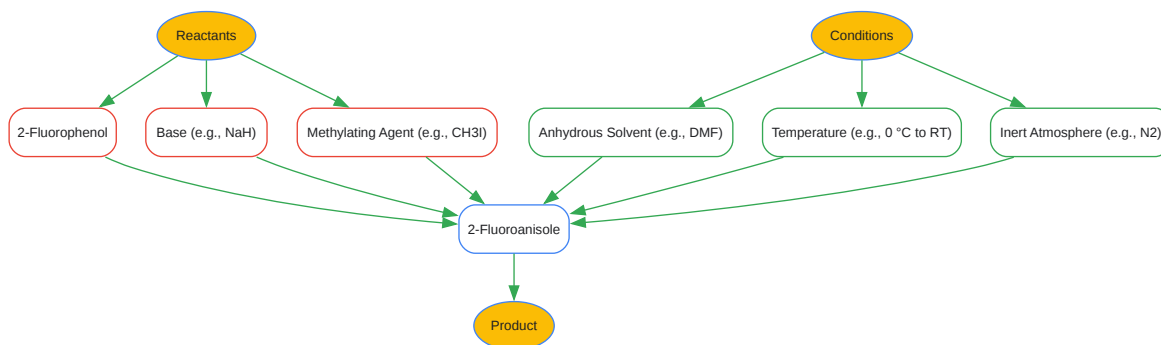 Reactants
Conditions
2-Fluorophenol
Base (e.g., NaH)
Methylating Agent (e.g., CH3I)
Anhydrous Solvent (e.g., DMF)
Temperature (e.g., 0 °C to RT)
Inert Atmosphere (e.g., N2)
2-Fluoroanisole
Product